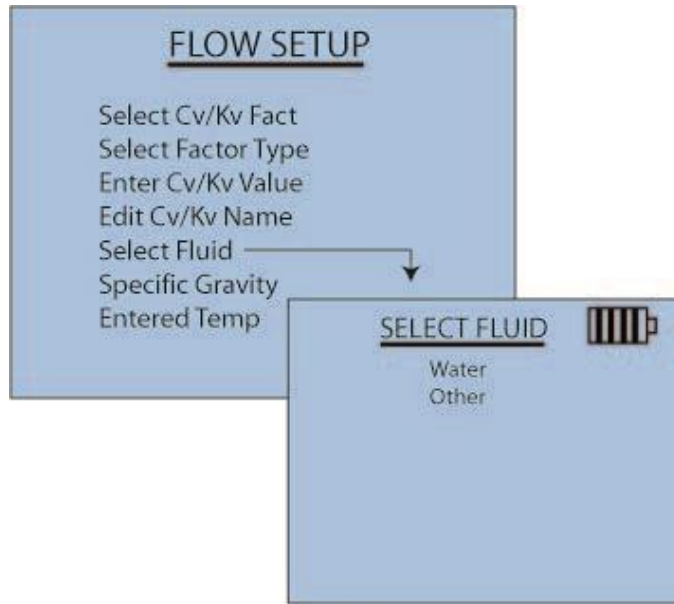 FLOW SETUP
Select Cv/Kv Fact
Select Factor Type
Enter Cv/Kv Value
Edit Cv/Kv Name
Select Fluid
Specific Gravity
Entered Temp
SELECT FLUID
Water
Other